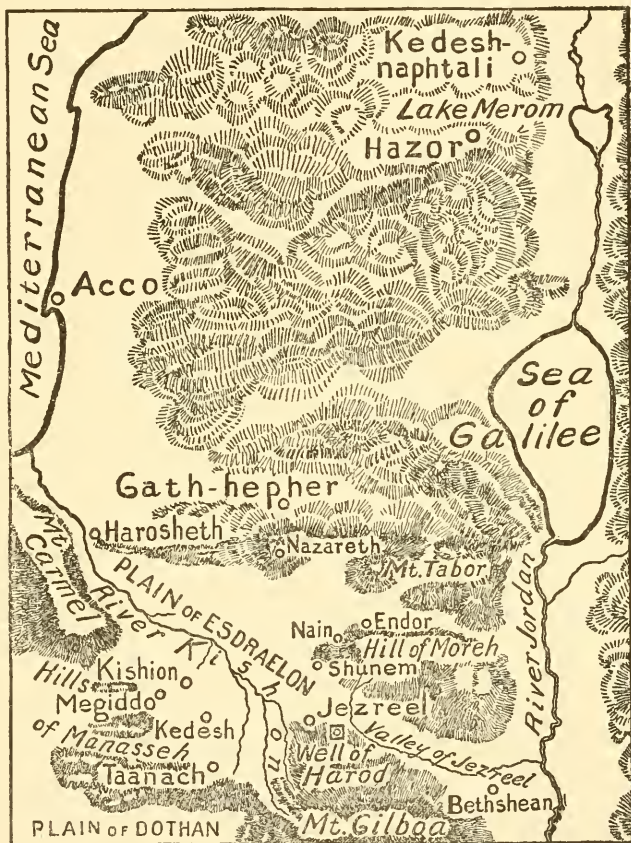 Mediterranean Sea
Kedesh-
naphtali
Lake Merom
Hazor
Acco
Sea
of
Galilee
Gath-hepher
Harosheth
Nazareth
Mt. Tabor
Mt. Carmel
PLAIN OF ESDRAELON
River Kishon
River Jordan
Endor
Nain
Hill of Moreh
Shunem
Hills
of Manasseh
Kishion
Megiddo
Kedesh
Taanach
Jezreel
Well of
Harod
Valley of Jezreel
Bethshean
Mt. Gilboa
PLAIN OF DOTHAN